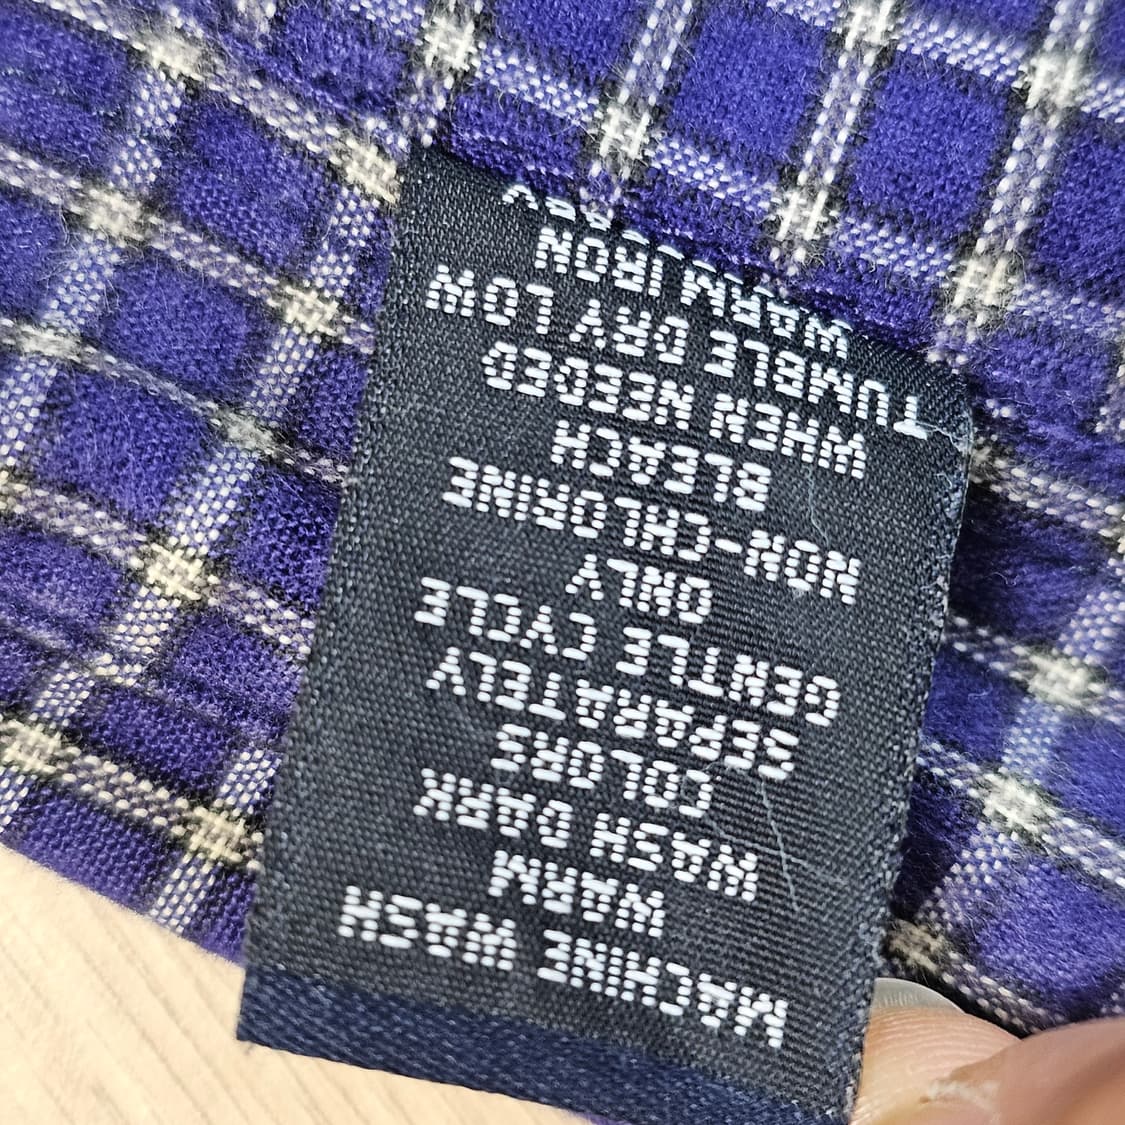 MACHINE WASH
WARM
WASH DARK
COLORS
SEPARATELY
GENTLE CYCLE
ONLY
NON-CHLORINE
BLEACH
WHEN NEEDED
TUMBLE DRY LOW
WARM IRON